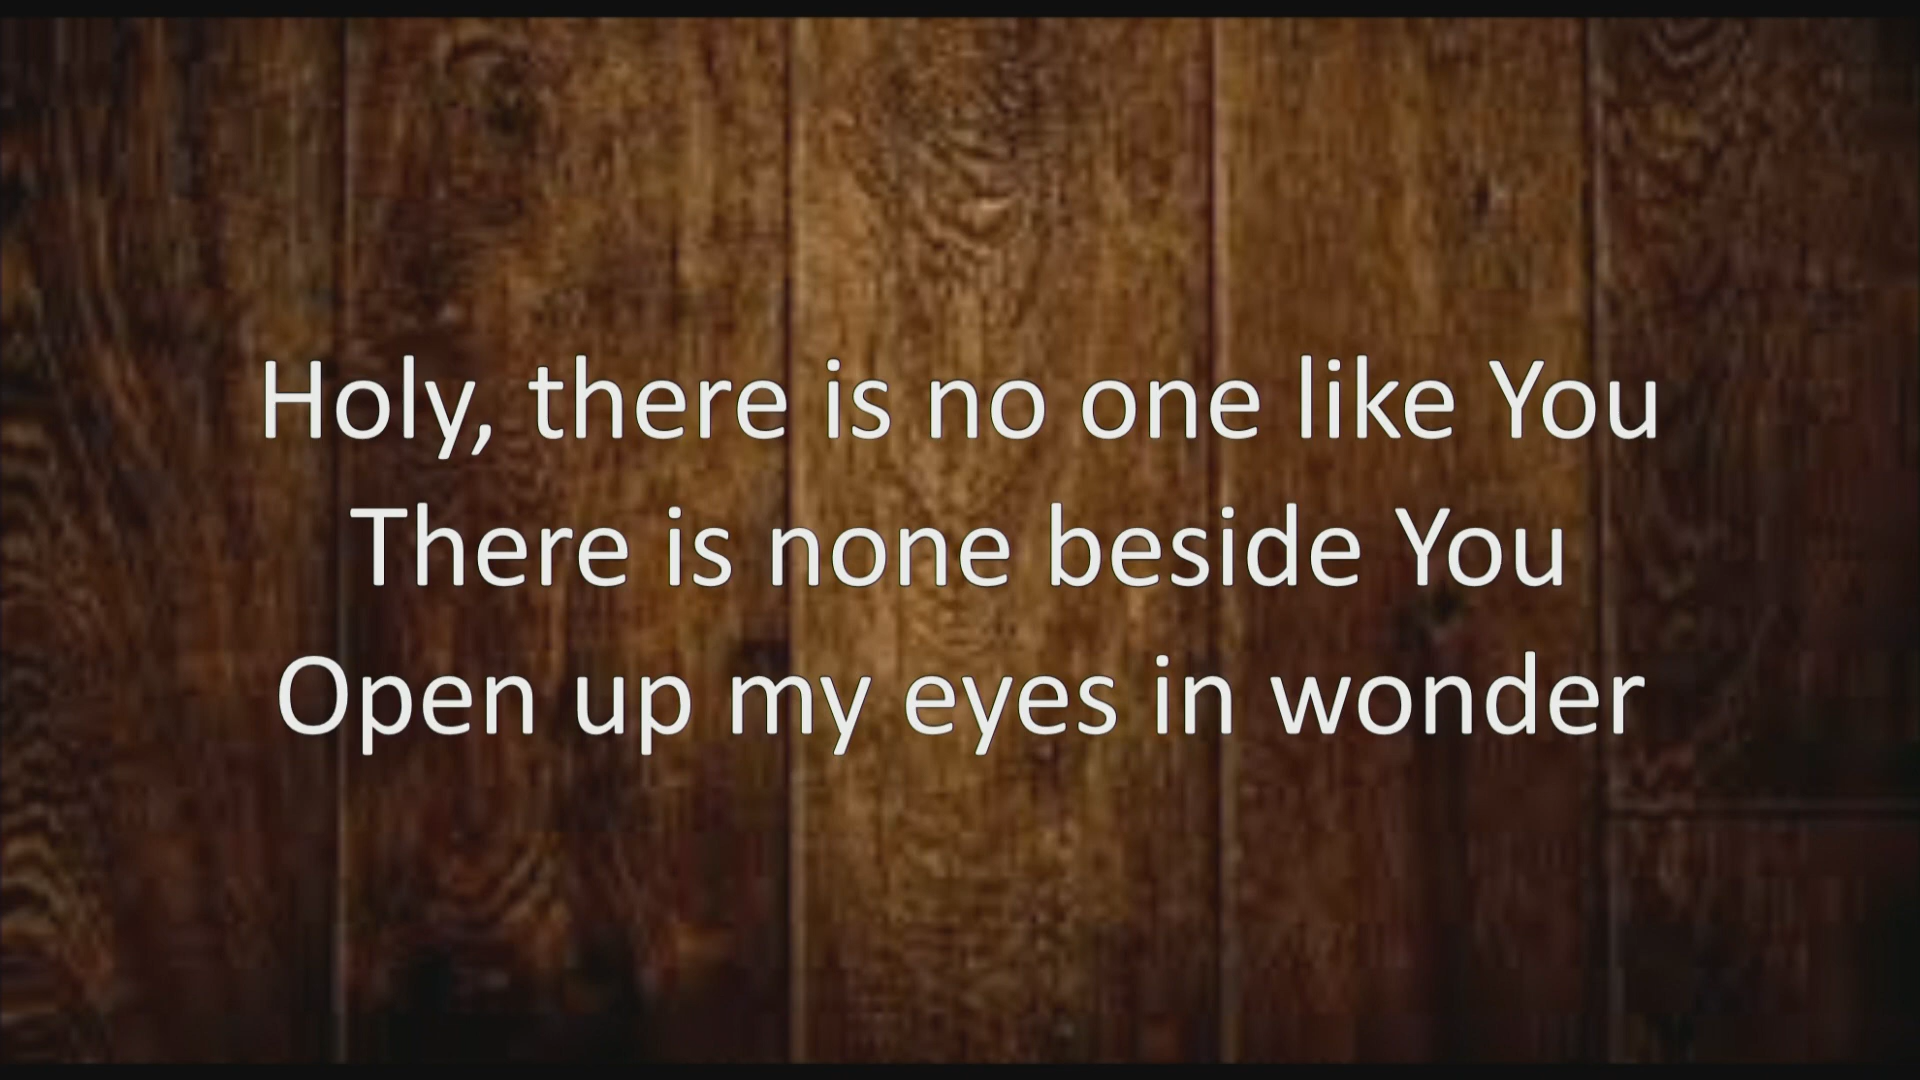 Holy, there is no one like You
There is none beside You
Open up my eyes in wonder